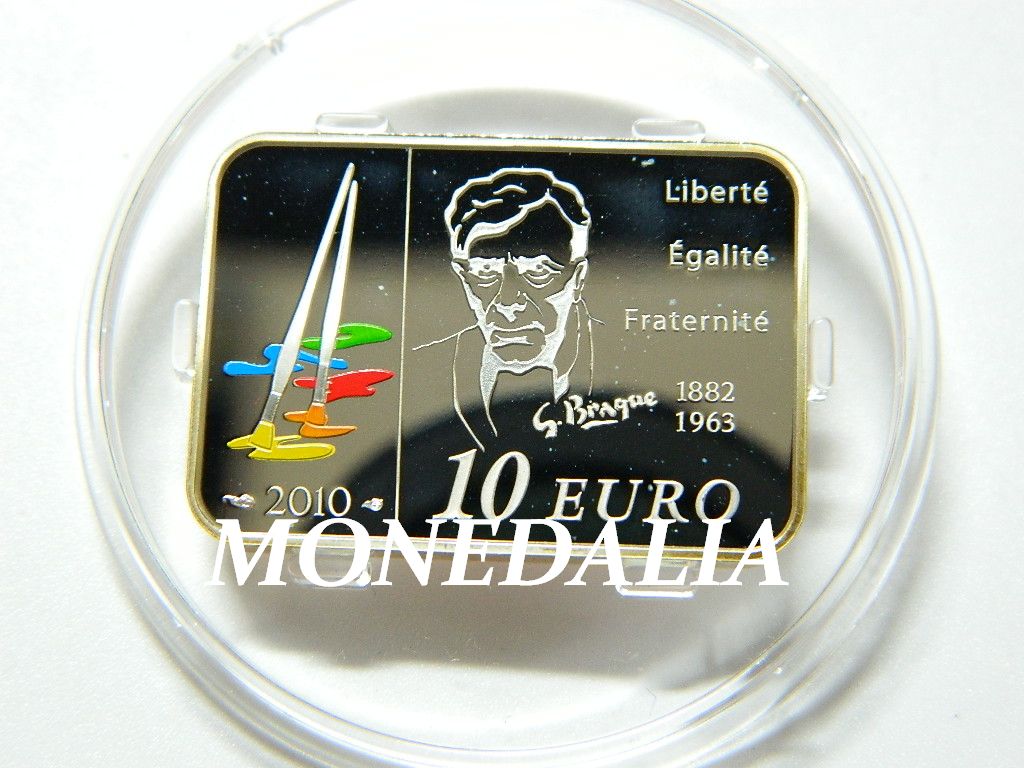 Liberté
Égalité
Fraternité
G. Braque
1882
1963
2010
10 EURO
MONEDALIA